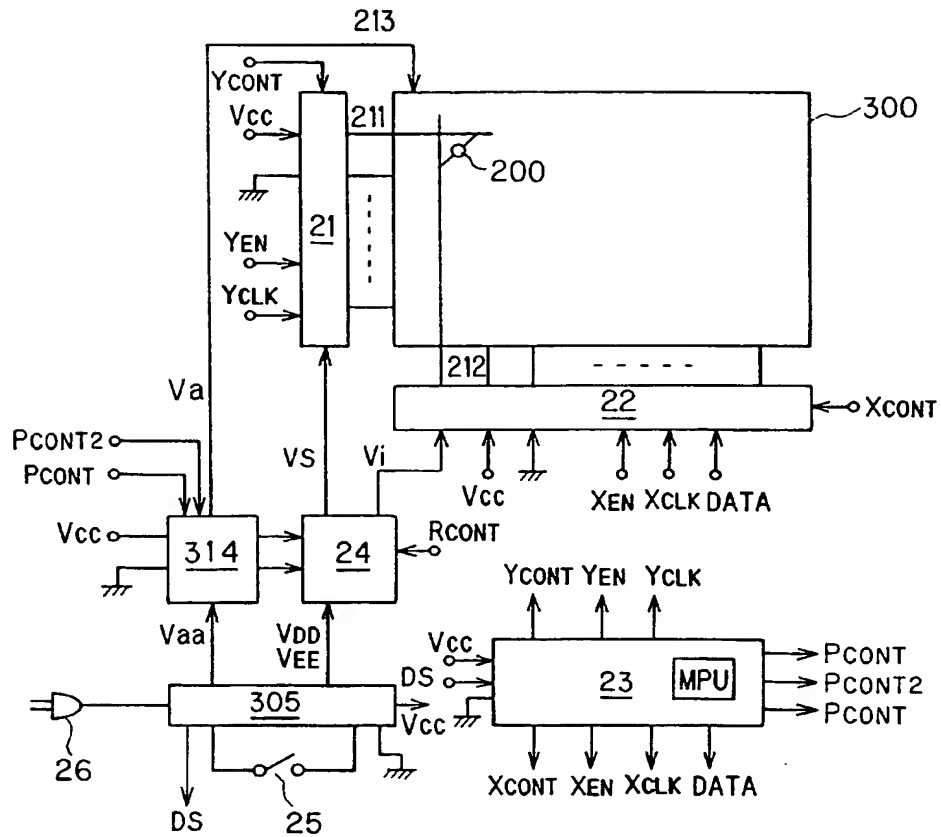 213
YCONT
Vcc
211
300
200
21
YEN
YCLK
212
22
XCONT
Va
PCONT2
PCONT
VS
Vi
Vcc
XEN XCLK DATA
Vcc
314
24
RCONT
YCONT YEN YCLK
Vaa
VDD
VEE
Vcc
DS
23
MPU
PCONT
PCONT2
PCONT
305
Vcc
26
25
DS
XCONT XEN XCLK DATA